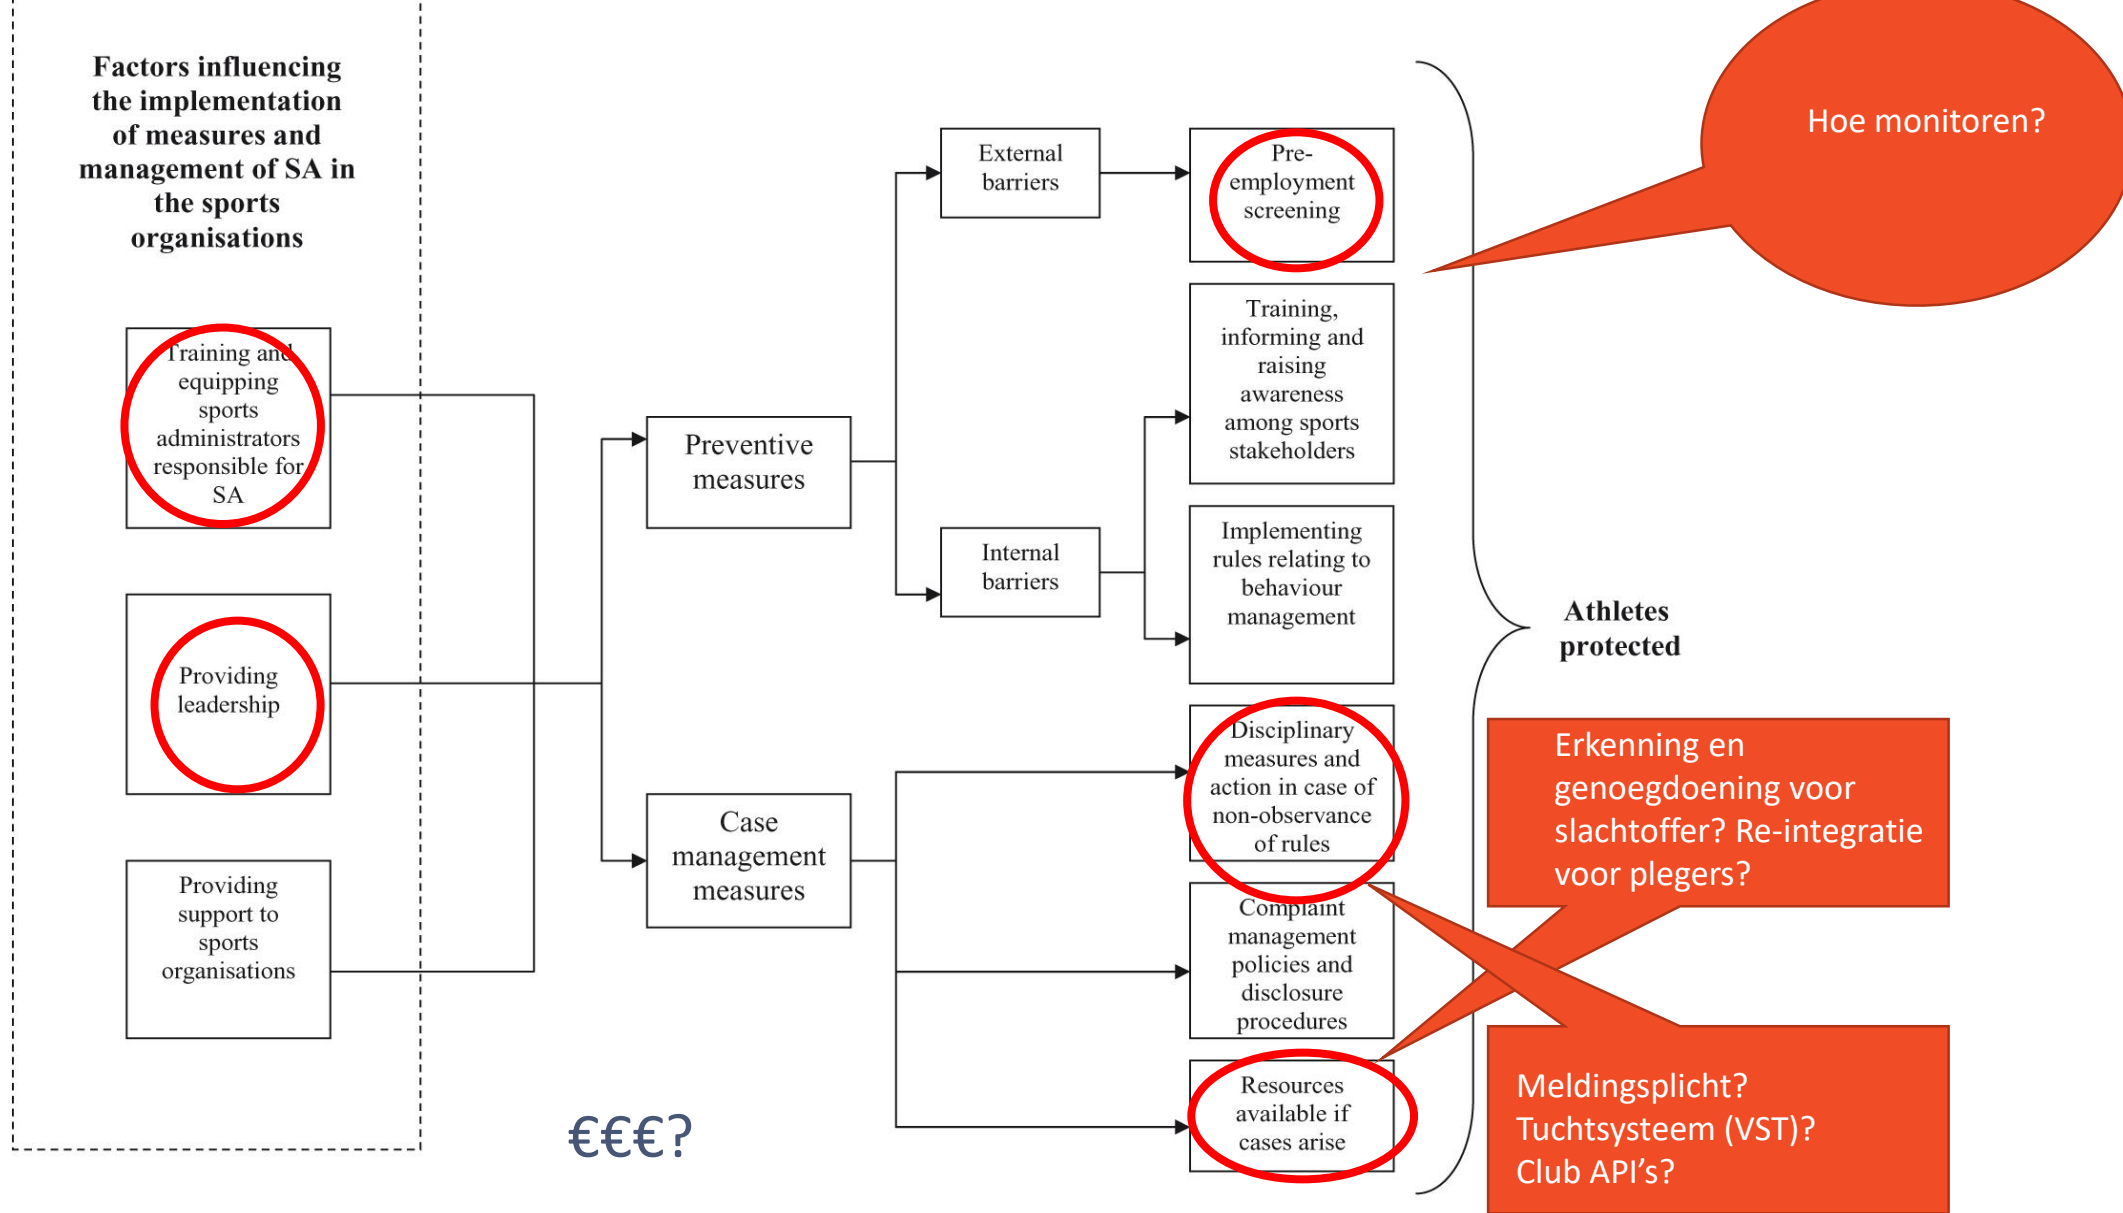 Factors influencing
the implementation
of measures and
management of SA in
the sports
organisations
Training and
equipping
sports
administrators
responsible for
SA
Providing
leadership
Providing
support to
sports
organisations
Preventive
measures
Case
management
measures
External
barriers
Internal
barriers
Pre-
employment
screening
Training,
informing and
raising
awareness
among sports
stakeholders
Implementing
rules relating to
behaviour
management
Disciplinary
measures and
action in case of
non-observance
of rules
Complaint
management
policies and
disclosure
procedures
Resources
available if
cases arise
Athletes
protected
Hoe monitoren?
Erkenning en
genoegdoening voor
slachtoffer? Re-integratie
voor plegers?
Meldingsplicht?
Tuchtsysteem (VST)?
Club API’s?
€€€?